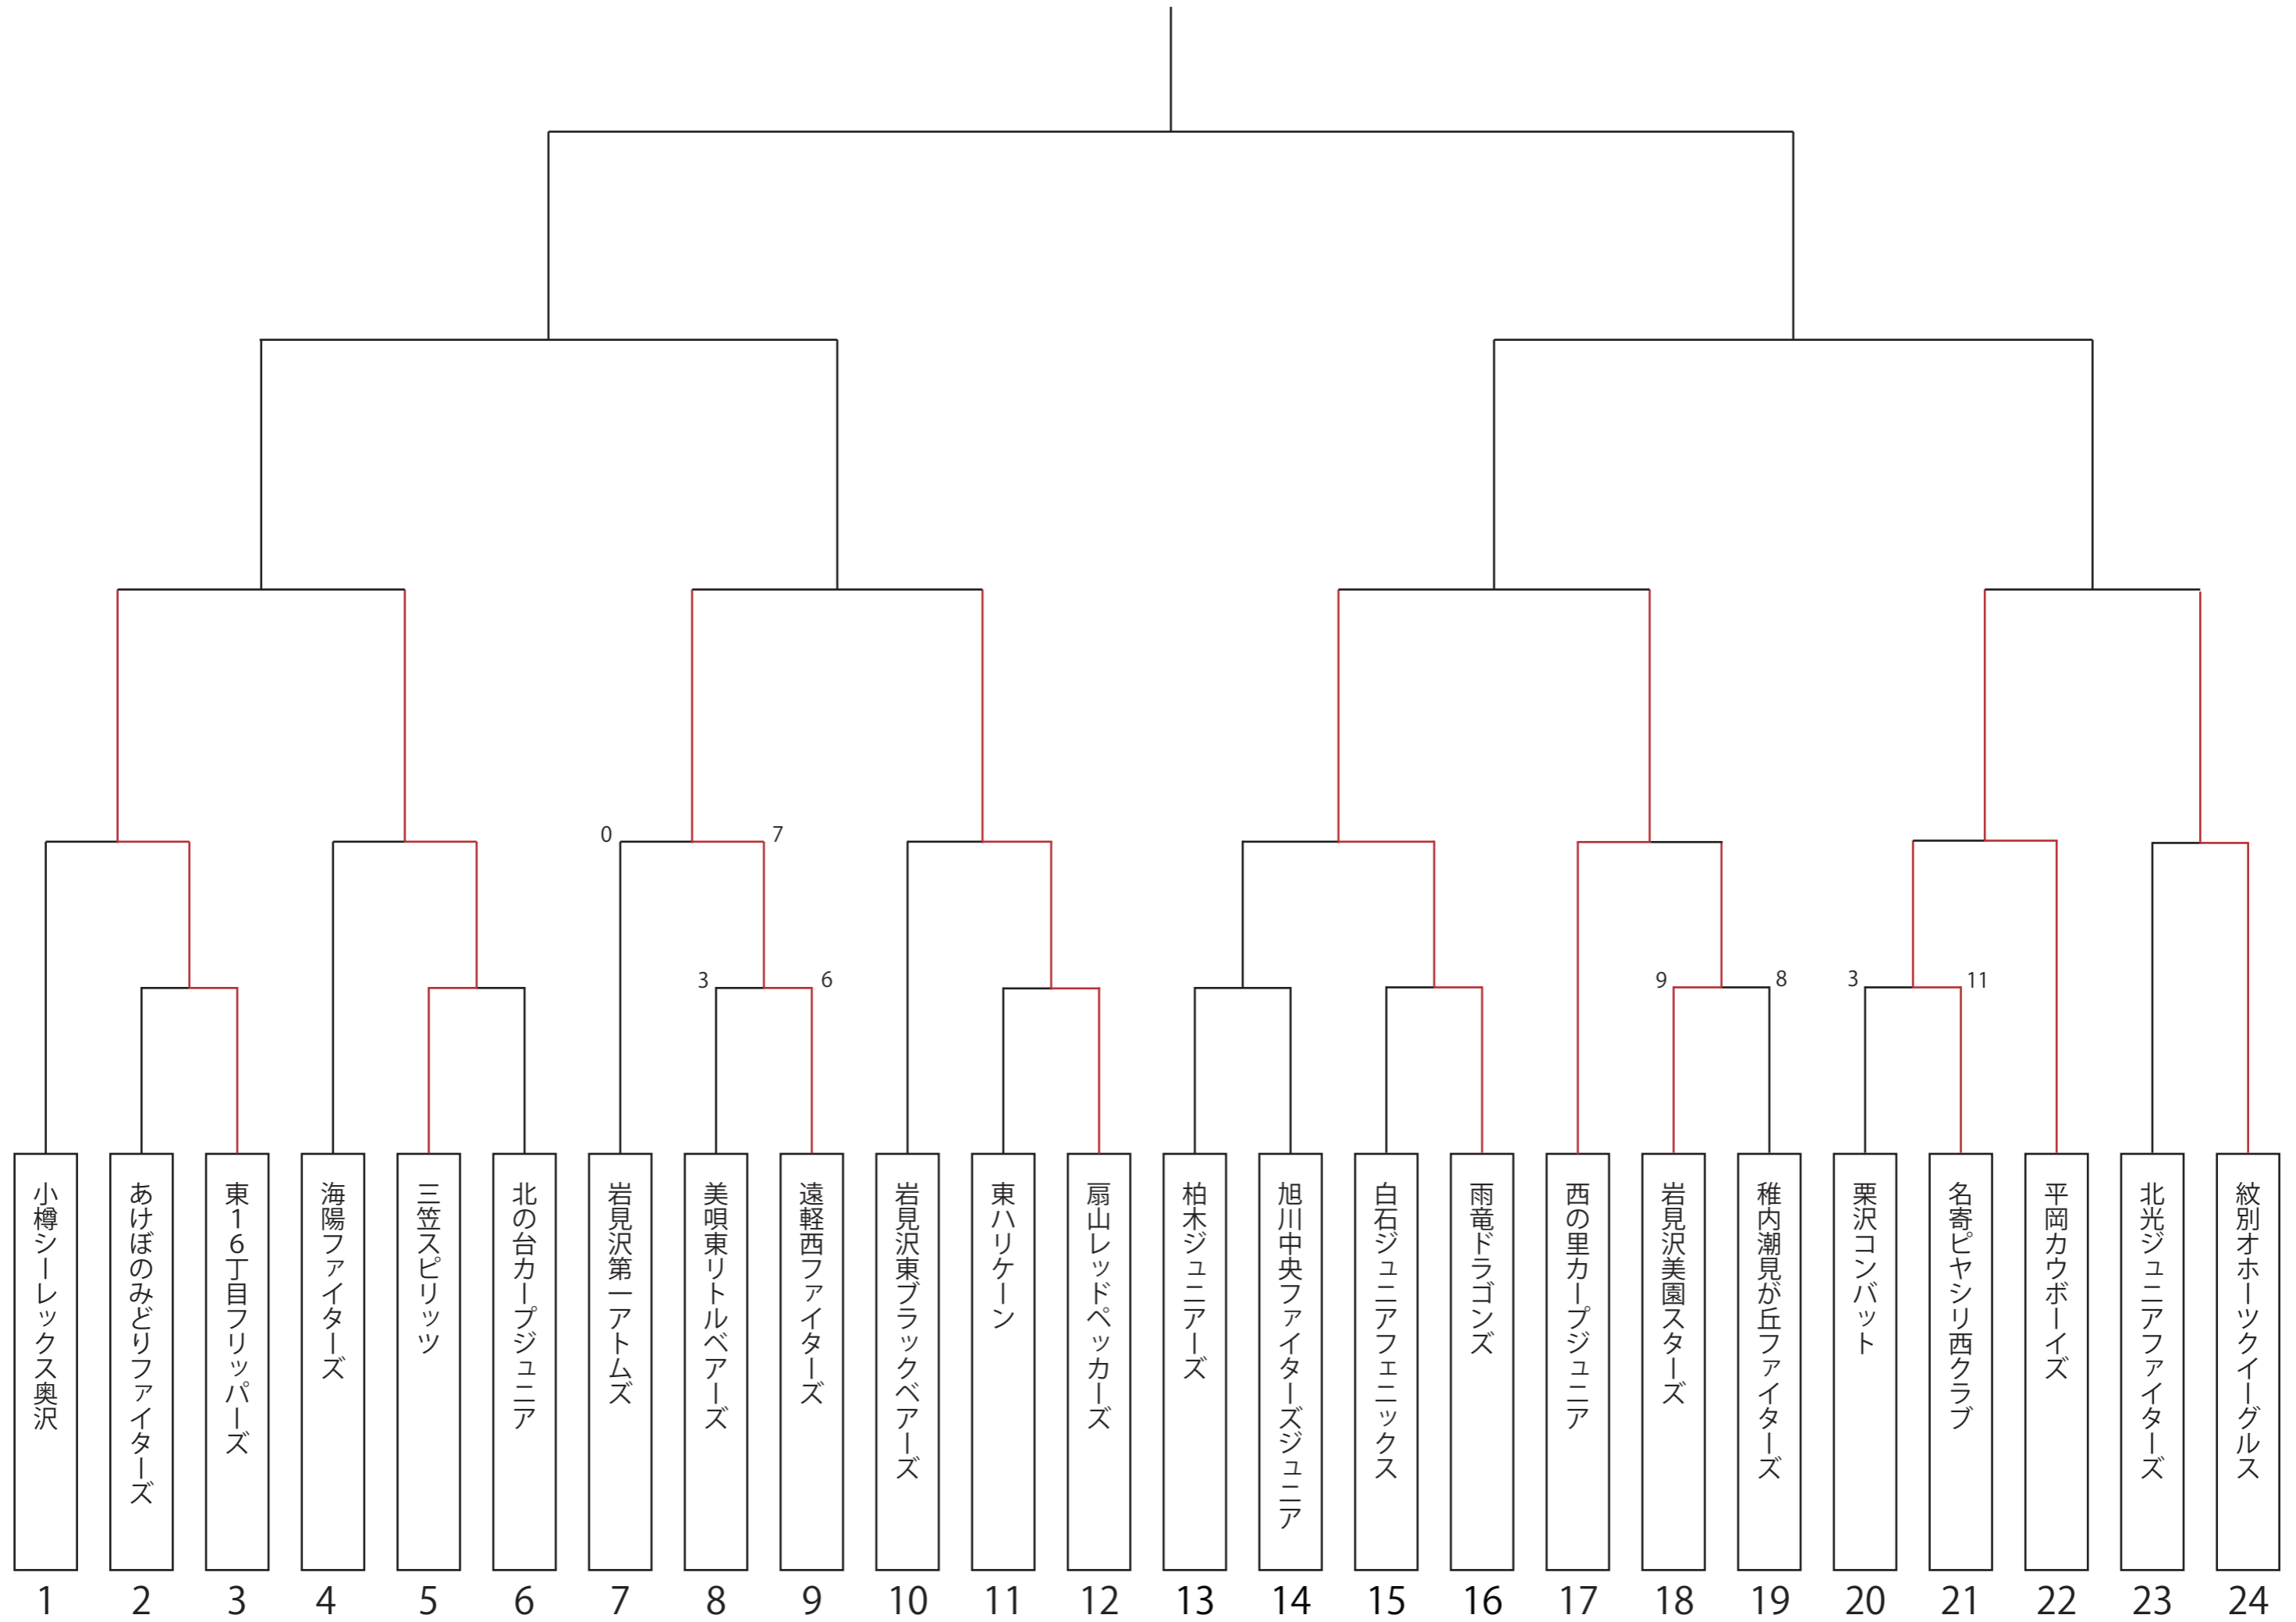 0
7
3
6
9
8
3
11
小樽シーレックス奥沢
あけぼのみどりファイターズ
東16丁目フリッパーズ
海陽ファイターズ
三笠スピリッツ
北の台カープジュニア
岩見沢第一アトムズ
美唄東リトルベアーズ
遠軽西ファイターズ
岩見沢東ブラックベアーズ
東ハリケーン
扇山レッドペッカーズ
柏木ジュニアーズ
旭川中央ファイターズジュニア
白石ジュニアフェニックス
雨竜ドラゴンズ
西の里カープジュニア
岩見沢美園スターズ
稚内潮見が丘ファイターズ
栗沢コンバット
名寄ピヤシリ西クラブ
平岡カウボーイズ
北光ジュニアファイターズ
紋別オホーツクイーグルス
1 2 3 4 5 6 7 8 9 10 11 12 13 14 15 16 17 18 19 20 21 22 23 24